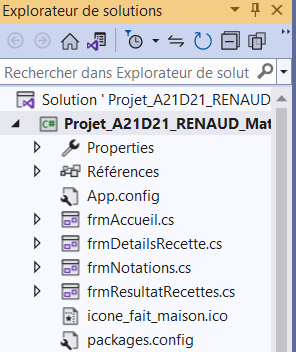 Explorateur de solutions
Rechercher dans Explorateur de solut
Solution ' Projet_A21D21_RENAUD
Projet_A21D21_RENAUD_Mat
Properties
Références
App.config
frmAccueil.cs
frmDetailsRecette.cs
frmNotations.cs
frmResultatRecettes.cs
icone_fait_maison.ico
packages.config